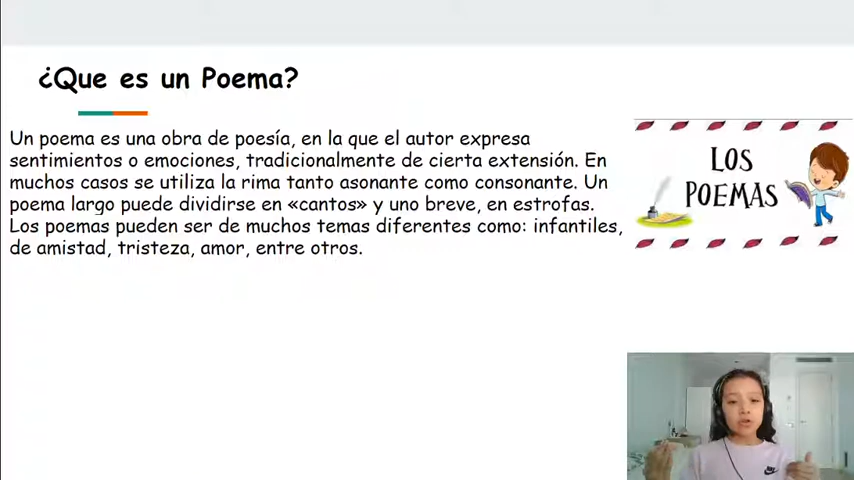 ¿Que es un Poema?
Un poema es una obra de poesía, en la que el autor expresa
sentimientos o emociones, tradicionalmente de cierta extensión. En
muchos casos se utiliza la rima tanto asonante como consonante. Un
poema largo puede dividirse en «cantos» y uno breve, en estrofas.
Los poemas pueden ser de muchos temas diferentes como: infantiles,
de amistad, tristeza, amor, entre otros.
LOS
POEMAS